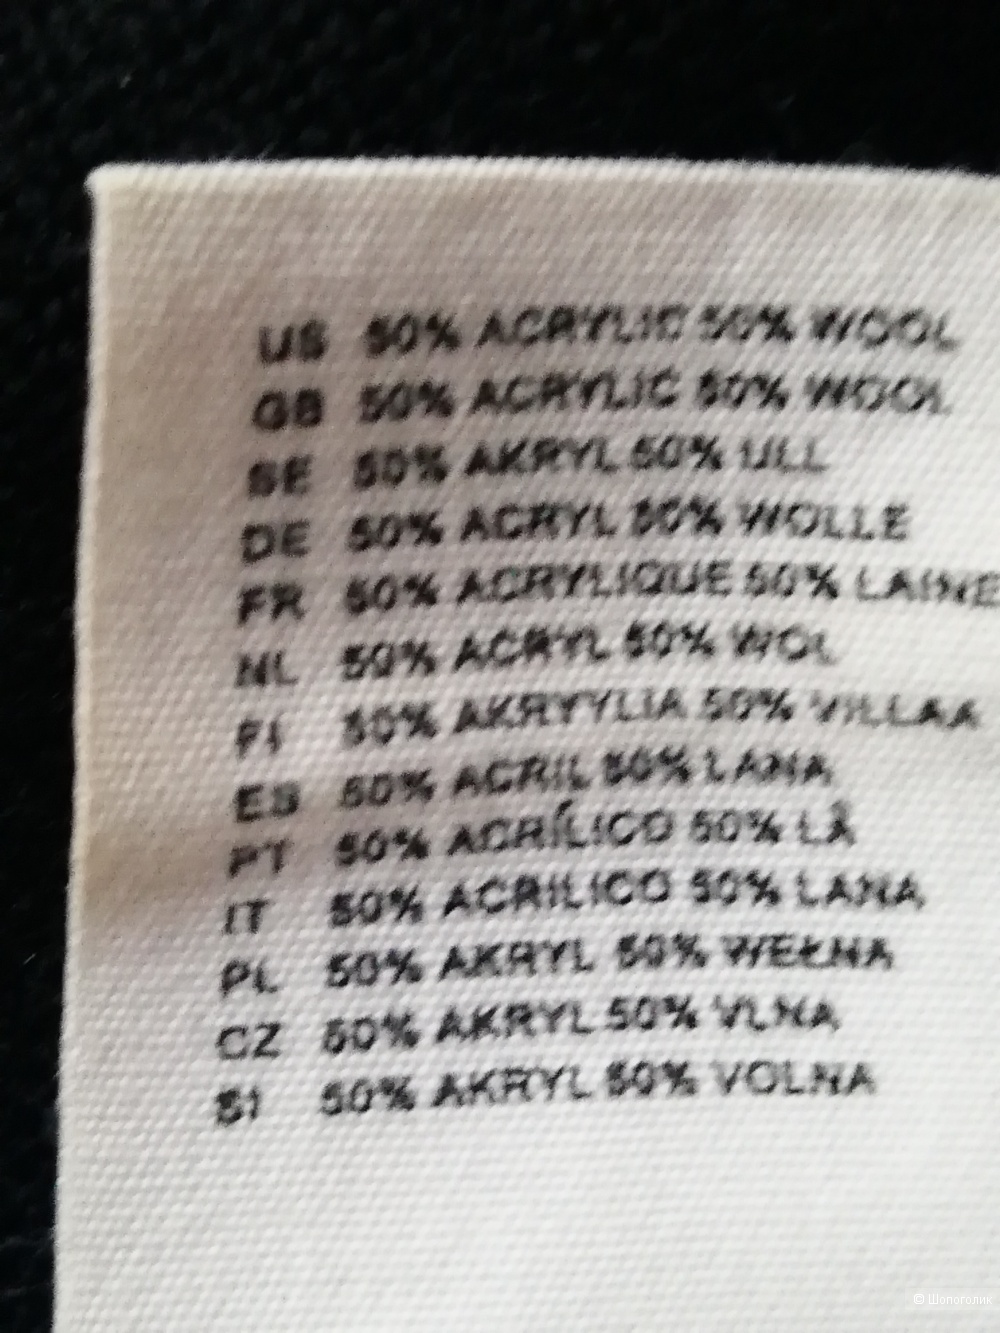 US 50% ACRYLIC 50% WOOL
GB 50% ACRYLIC 50% WOOL
SE 50% AKRYL 50% ULL
DE 50% ACRYL 50% WOLLE
FR 50% ACRYLIQUE 50% LAINE
NL 50% ACRYL 50% WOL
FI 50% AKRYYLIA 50% VILLAA
ES 50% ACRIL 50% LANA
PT 50% ACRÍLICO 50% LÃ
IT 50% ACRILICO 50% LANA
PL 50% AKRYL 50% WEŁNA
CZ 50% AKRYL 50% VLNA
SI 50% AKRYL 50% VOLNA
© Шопоголик